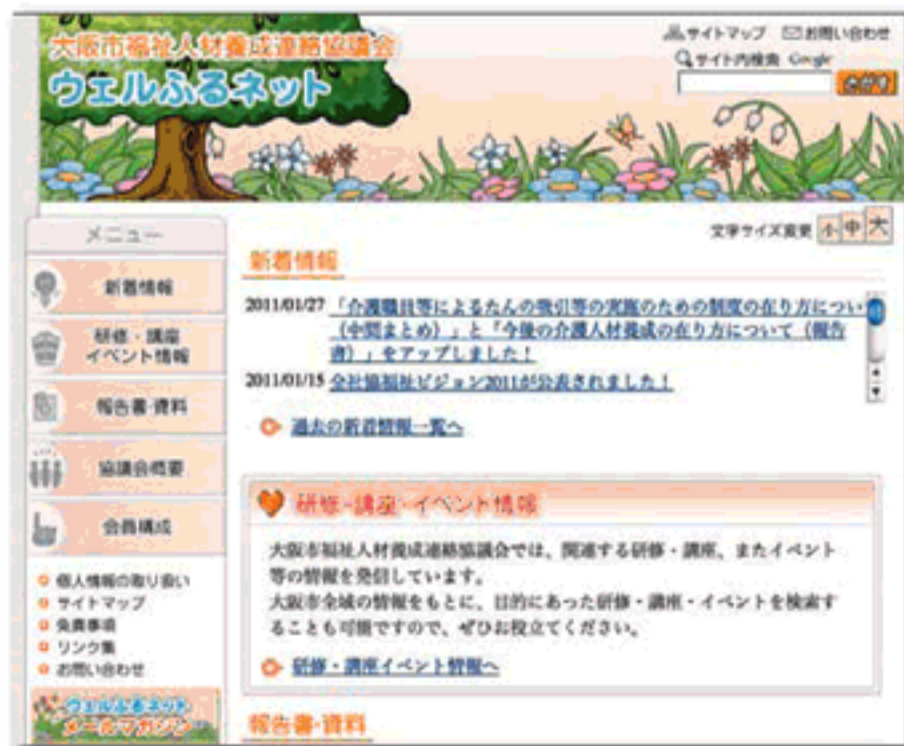 大阪市福祉人材養成連絡協議会
ウェルふるネット
サイトマップ お問い合わせ
サイト内検索 Google
さがす
文字サイズ変更 小 中 大
メニュー
新着情報
研修・講座
イベント情報
報告書・資料
協議会概要
会員構成
個人情報の取り扱い
サイトマップ
免責事項
リンク集
お問い合わせ
ウェルふるネット
メールマガジン
新着情報
2011/01/27 「介護職員等によるたんの吸引等の実施のための制度の在り方につい
（中間まとめ）」と「今後の介護人材養成の在り方について（報告
書）」をアップしました！
2011/01/15 全社協福祉ビジョン2011が公表されました！
過去の新着情報一覧へ
研修・講座・イベント情報
大阪市福祉人材養成連絡協議会では、関連する研修・講座、またイベント
等の情報を発信しています。
大阪市全域の情報をもとに、目的にあった研修・講座・イベントを検索す
ることも可能ですので、ぜひお役立てください。
研修・講座イベント情報へ
報告書・資料